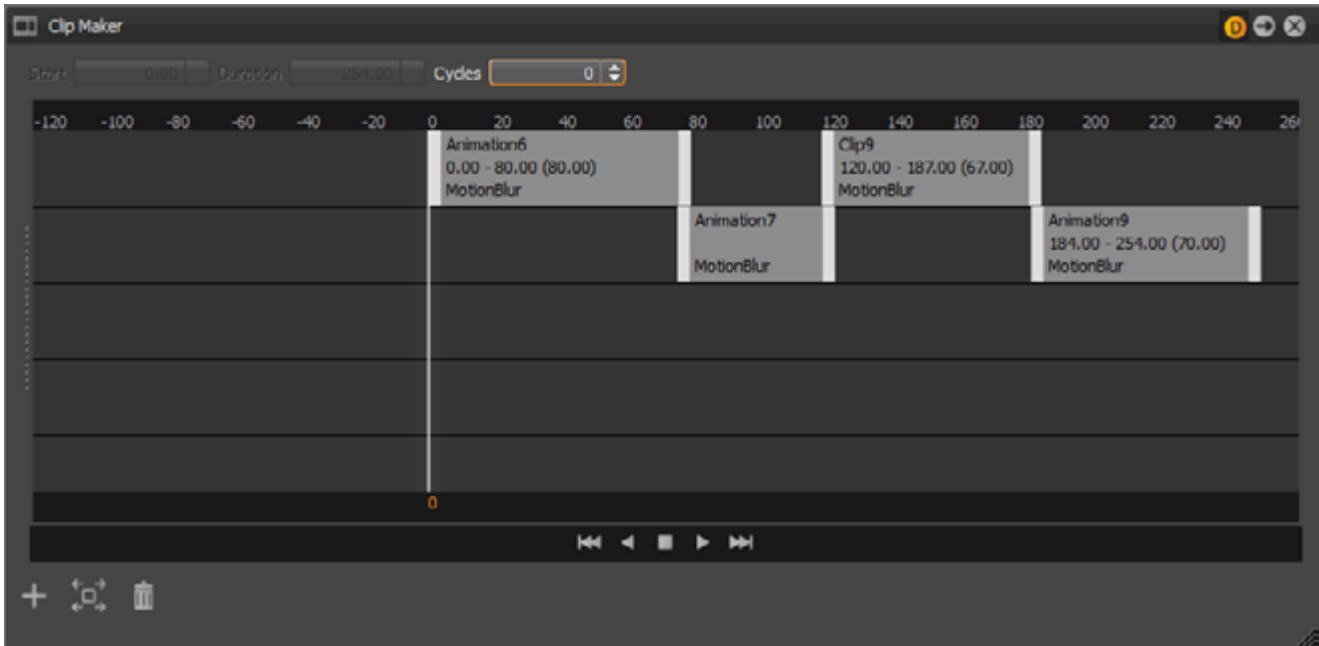 Clip Maker
D
Start 0.00 Duration 254.00 Cycles 0
-120 -100 -80 -60 -40 -20 0 20 40 60 80 100 120 140 160 180 200 220 240 26
Animation6
0.00 - 80.00 (80.00)
MotionBlur
Clip9
120.00 - 187.00 (67.00)
MotionBlur
Animation7
MotionBlur
Animation9
184.00 - 254.00 (70.00)
MotionBlur
0